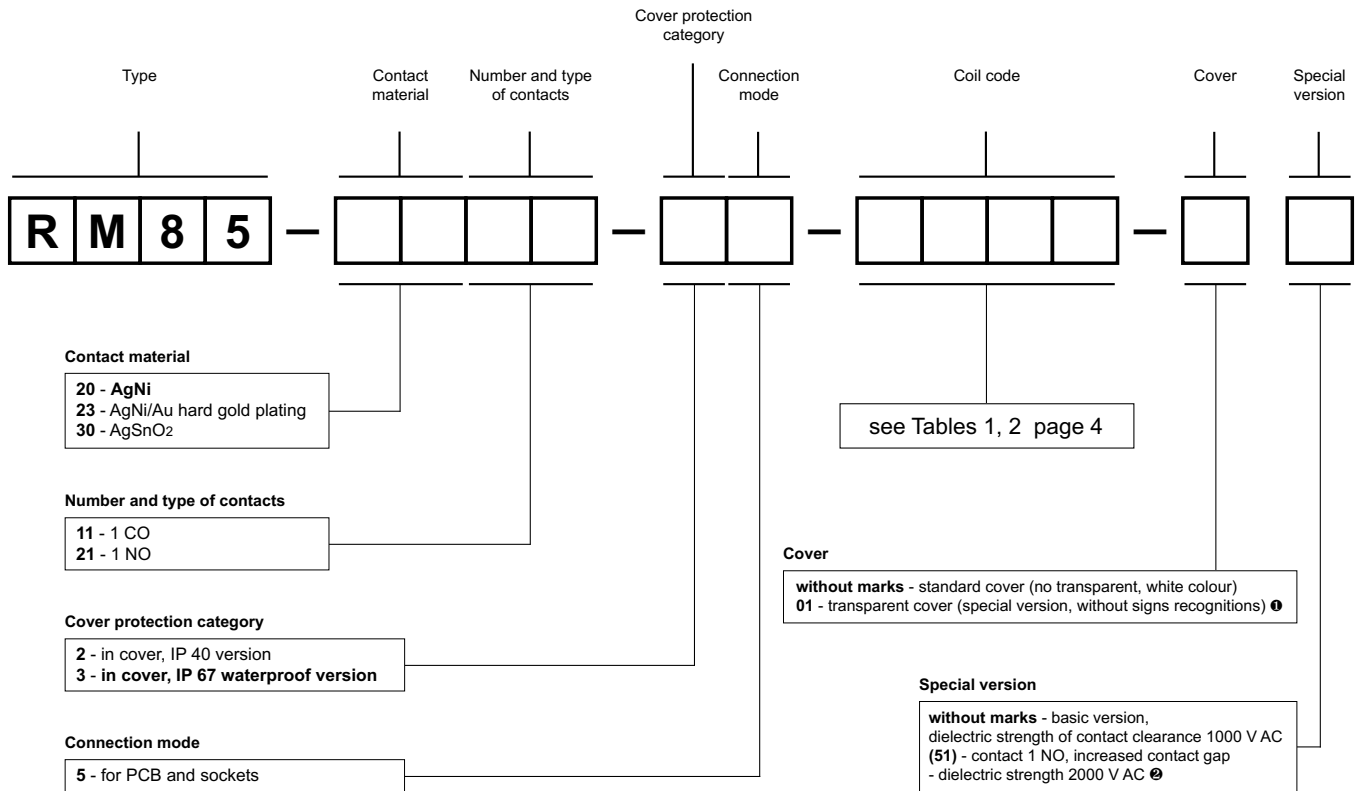 Cover protection
category
Type
Contact
material
Number and type
of contacts
Connection
mode
Coil code
Cover
Special
version
R M 8 5 — — — —
Contact material
20 - AgNi
23 - AgNi/Au hard gold plating
30 - AgSnO2
see Tables 1, 2 page 4
Number and type of contacts
11 - 1 CO
21 - 1 NO
Cover
without marks - standard cover (no transparent, white colour)
01 - transparent cover (special version, without signs recognitions) ❶
Cover protection category
2 - in cover, IP 40 version
3 - in cover, IP 67 waterproof version
Special version
without marks - basic version,
dielectric strength of contact clearance 1000 V AC
(51) - contact 1 NO, increased contact gap
- dielectric strength 2000 V AC ❷
Connection mode
5 - for PCB and sockets